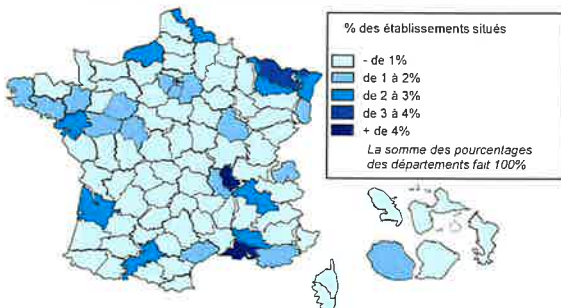 % des établissements situés
- de 1%
de 1 à 2%
de 2 à 3%
de 3 à 4%
+ de 4%
La somme des pourcentages
des départements fait 100%